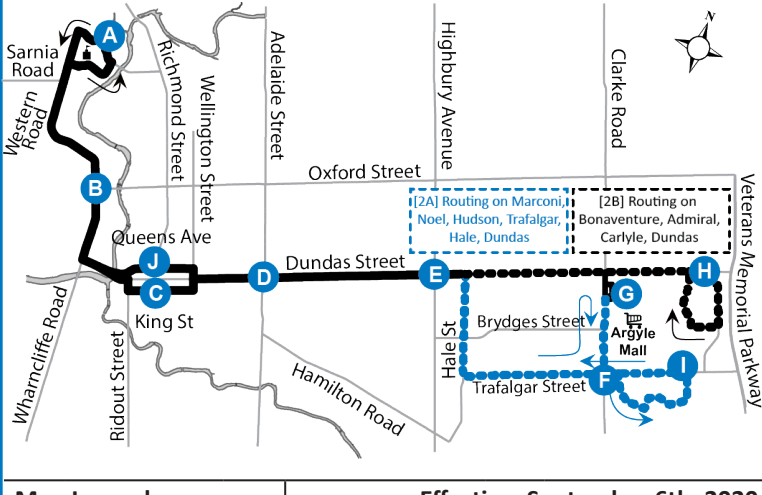 N
A
Sarnia
Road
Western
Road
Richmond Street
Wellington Street
Adelaide Street
Highbury Avenue
Clarke Road
B
Oxford Street
[2A] Routing on Marconi,
Noel, Hudson, Trafalgar,
Hale, Dundas
[2B] Routing on
Bonaventure, Admiral,
Carlyle, Dundas
Veterans Memorial Parkway
Queens Ave
J
C
King St
Dundas Street
D
E
H
G
Brydges Street
Argyle
Mall
Hale St
Trafalgar Street
F
I
Wharncliffe Road
Ridout Street
Hamilton Road